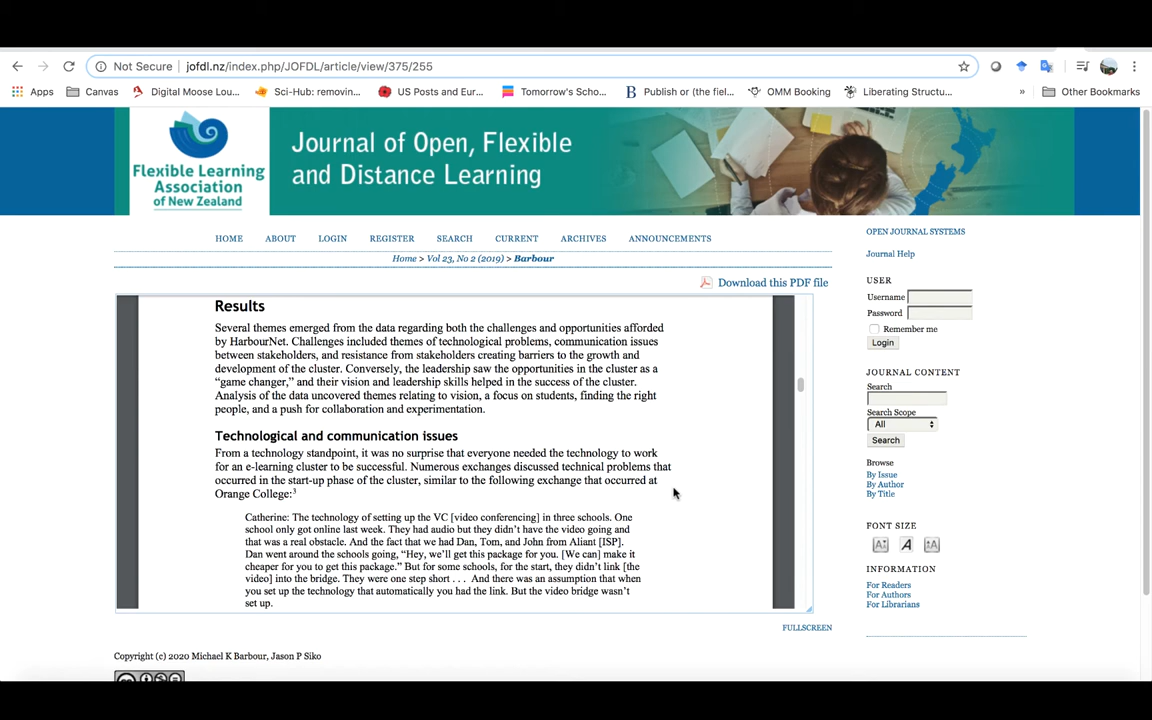 Not Secure | jofdl.nz/index.php/JOFDL/article/view/375/255
Apps Canvas Digital Moose Lou... Sci-Hub: removin... US Posts and Eur... Tomorrow's Scho... B Publish or (the fiel... OMM Booking Liberating Structu... » Other Bookmarks
Flexible Learning
Association
of New Zealand
Journal of Open, Flexible
and Distance Learning
HOME ABOUT LOGIN REGISTER SEARCH CURRENT ARCHIVES ANNOUNCEMENTS
Home > Vol 23, No 2 (2019) > Barbour
Download this PDF file
Results
Several themes emerged from the data regarding both the challenges and opportunities afforded
by HarbourNet. Challenges included themes of technological problems, communication issues
between stakeholders, and resistance from stakeholders creating barriers to the growth and
development of the cluster. Conversely, the leadership saw the opportunities in the cluster as a
“game changer,” and their vision and leadership skills helped in the success of the cluster.
Analysis of the data uncovered themes relating to vision, a focus on students, finding the right
people, and a push for collaboration and experimentation.
Technological and communication issues
From a technology standpoint, it was no surprise that everyone needed the technology to work
for an e-learning cluster to be successful. Numerous exchanges discussed technical problems that
occurred in the start-up phase of the cluster, similar to the following exchange that occurred at
Orange College:3
Catherine: The technology of setting up the VC [video conferencing] in three schools. One
school only got online last week. They had audio but they didn’t have the video going and
that was a real obstacle. And the fact that we had Dan, Tom, and John from Aliant [ISP].
Dan went around the schools going, “Hey, we’ll get this package for you. [We can] make it
cheaper for you to get this package.” But for some schools, for the start, they didn’t link [the
video] into the bridge. They were one step short . . . And there was an assumption that when
you set up the technology that automatically you had the link. But the video bridge wasn’t
set up.
FULLSCREEN
Copyright (c) 2020 Michael K Barbour, Jason P Siko
OPEN JOURNAL SYSTEMS
Journal Help
USER
Username
Password
Remember me
Login
JOURNAL CONTENT
Search
Search Scope
All
Search
Browse
By Issue
By Author
By Title
FONT SIZE
A A A
INFORMATION
For Readers
For Authors
For Librarians